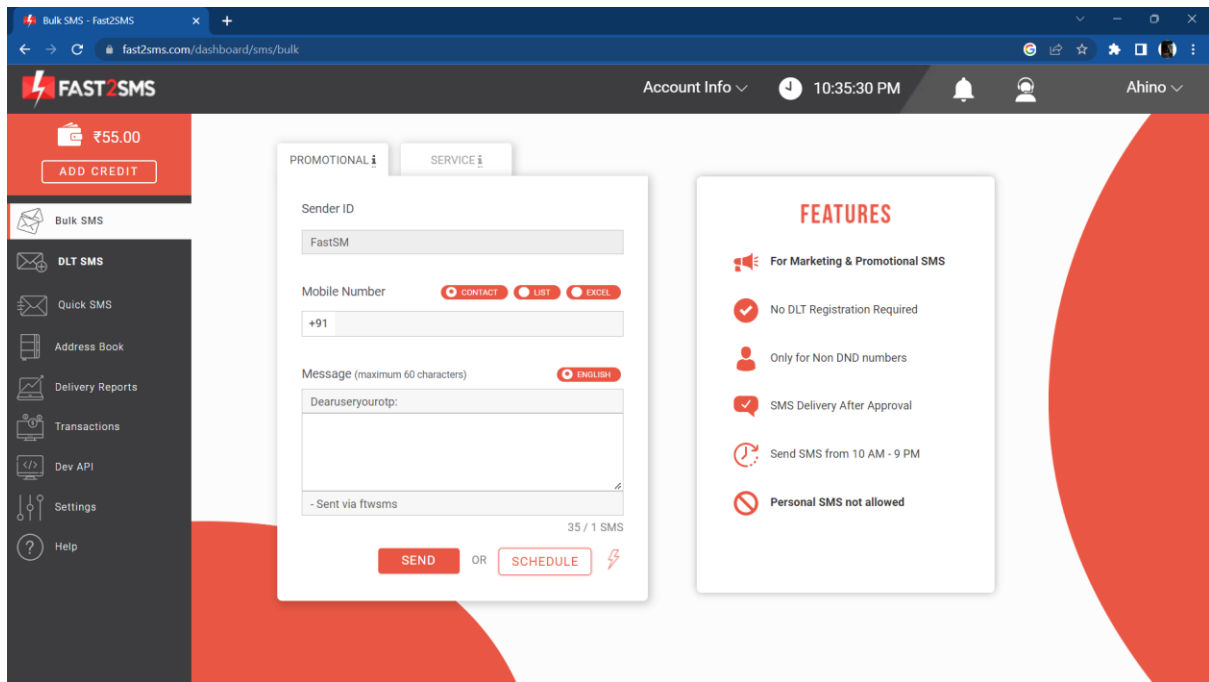 Bulk SMS - Fast2SMS
fast2sms.com/dashboard/sms/bulk
FAST2SMS
Account Info
10:35:30 PM
Ahino
₹55.00
ADD CREDIT
Bulk SMS
DLT SMS
Quick SMS
Address Book
Delivery Reports
Transactions
Dev API
Settings
Help
PROMOTIONAL i
SERVICE i
Sender ID
FastSM
Mobile Number
CONTACT LIST EXCEL
+91
Message (maximum 60 characters) ENGLISH
Dearuseryourotp:
- Sent via ftwsms
35 / 1 SMS
SEND OR SCHEDULE
FEATURES
For Marketing & Promotional SMS
No DLT Registration Required
Only for Non DND numbers
SMS Delivery After Approval
Send SMS from 10 AM - 9 PM
Personal SMS not allowed